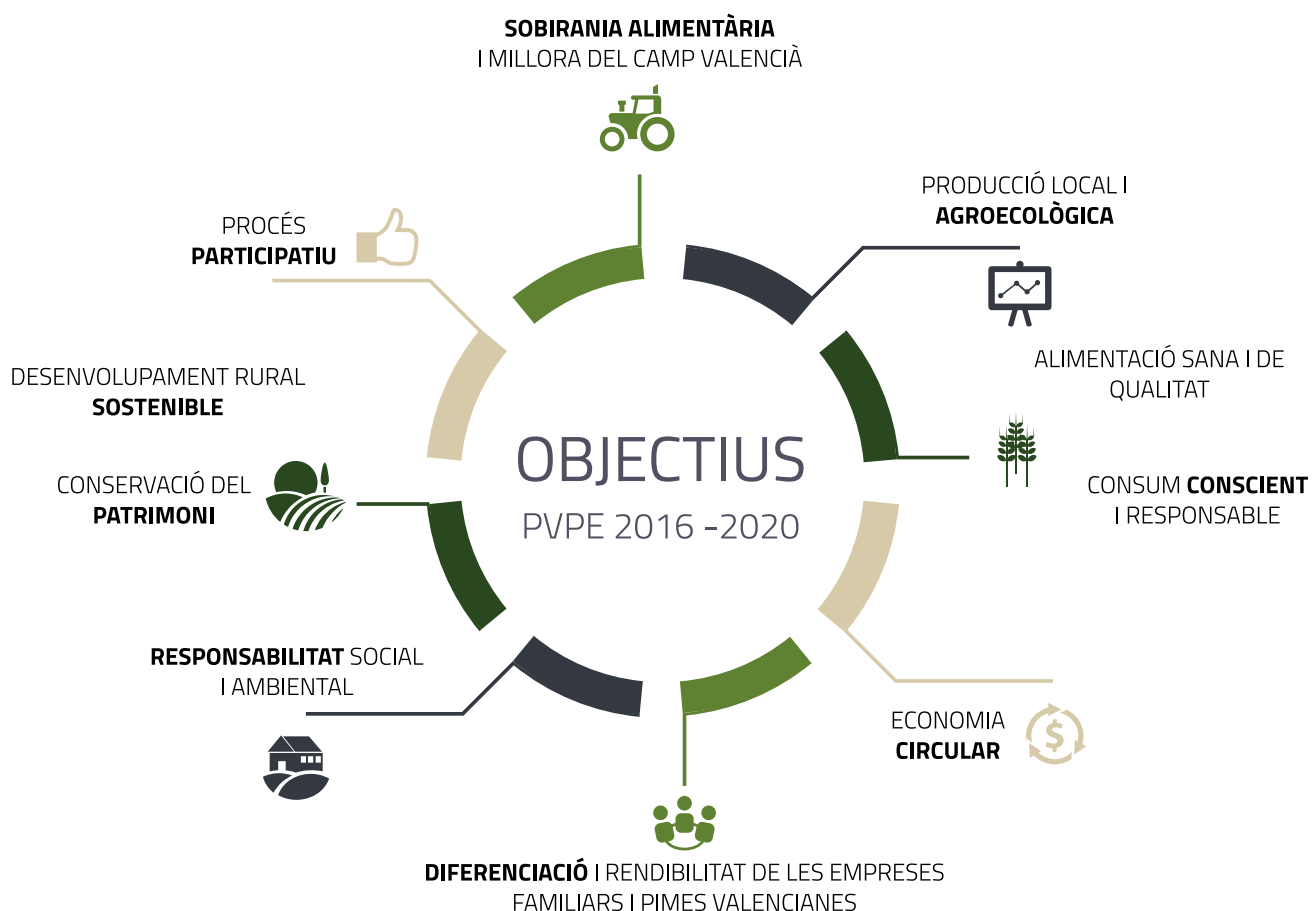 SOBIRANIA ALIMENTÀRIA
I MILLORA DEL CAMP VALENCIÀ
PRODUCCIÓ LOCAL I
AGROECOLÒGICA
PROCÉS
PARTICIPATIU
ALIMENTACIÓ SANA I DE
QUALITAT
DESENVOLUPAMENT RURAL
SOSTENIBLE
OBJECTIUS
PVPE 2016 -2020
CONSERVACIÓ DEL
PATRIMONI
CONSUM CONSCIENT
I RESPONSABLE
RESPONSABILITAT SOCIAL
I AMBIENTAL
ECONOMIA
CIRCULAR
$
DIFERENCIACIÓ I RENDIBILITAT DE LES EMPRESES
FAMILIARS I PIMES VALENCIANES